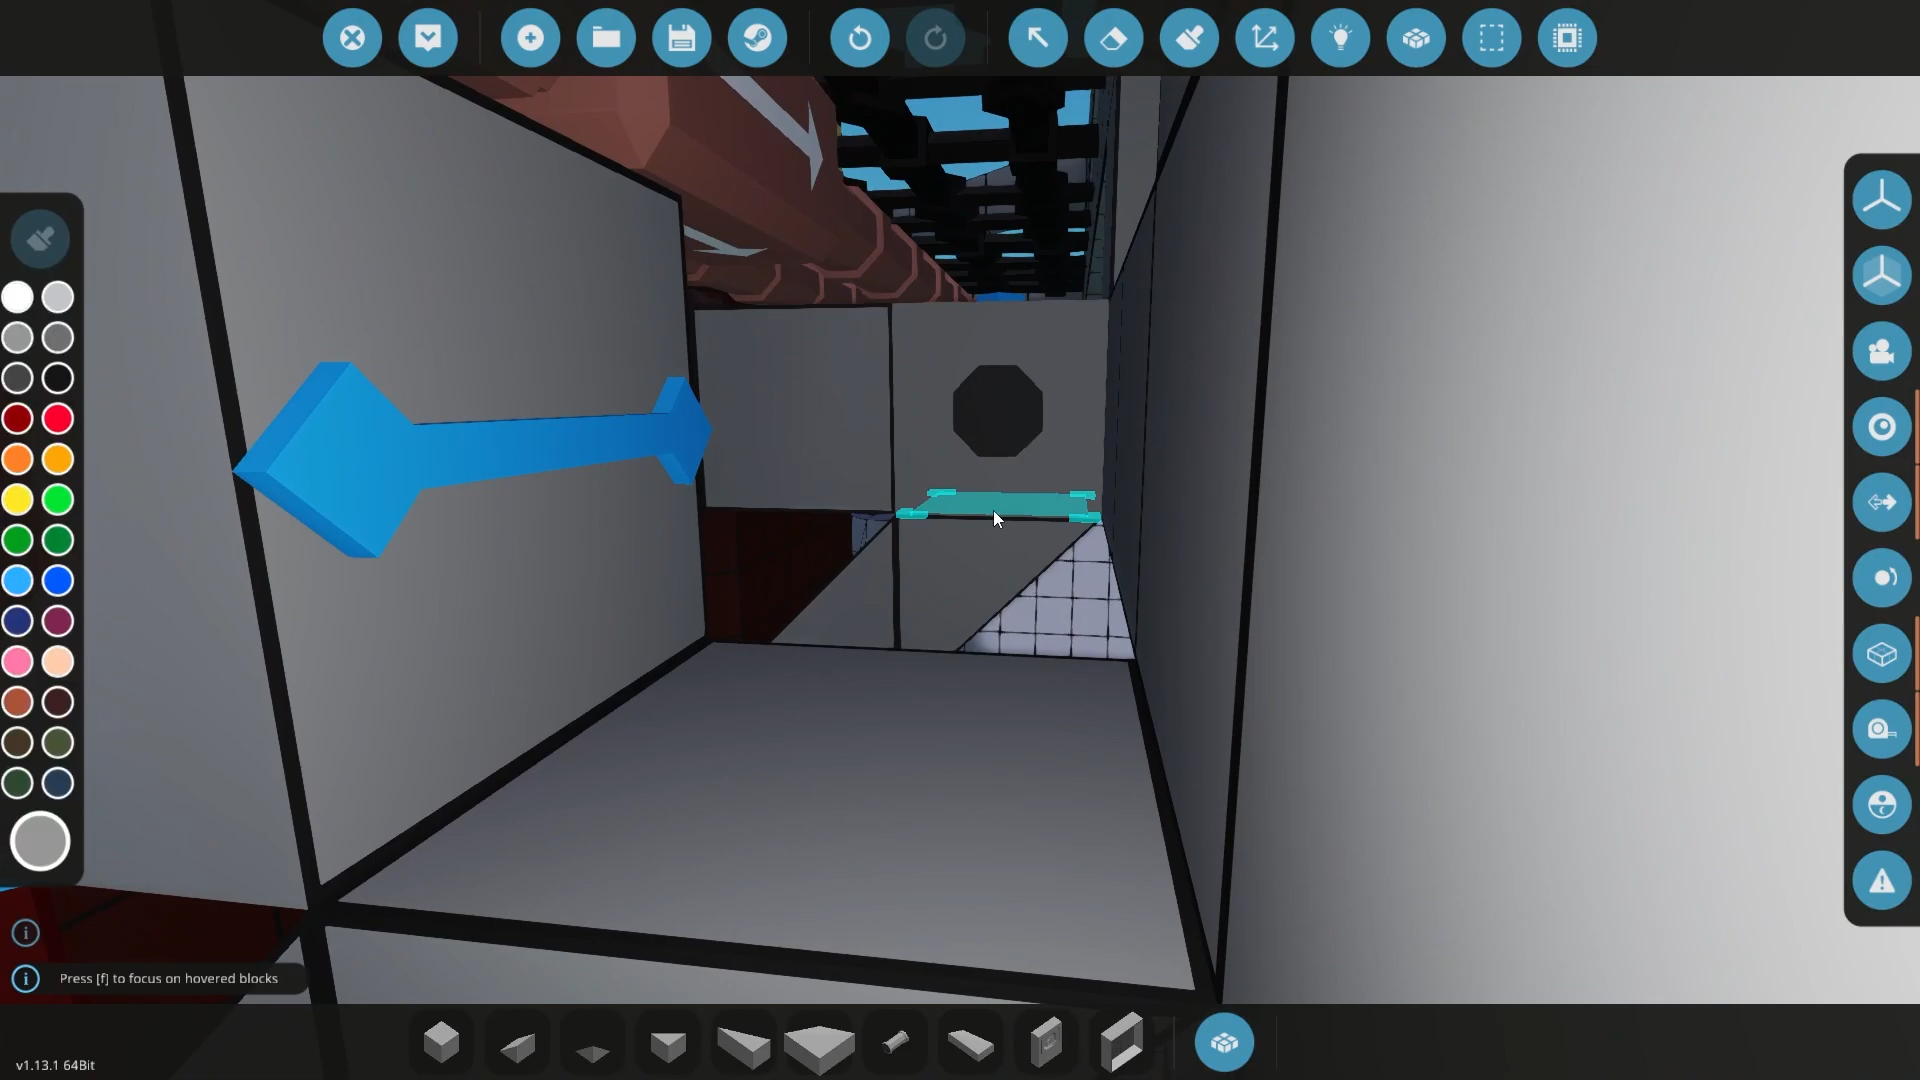 Press [f] to focus on hovered blocks
v1.13.1 64Bit